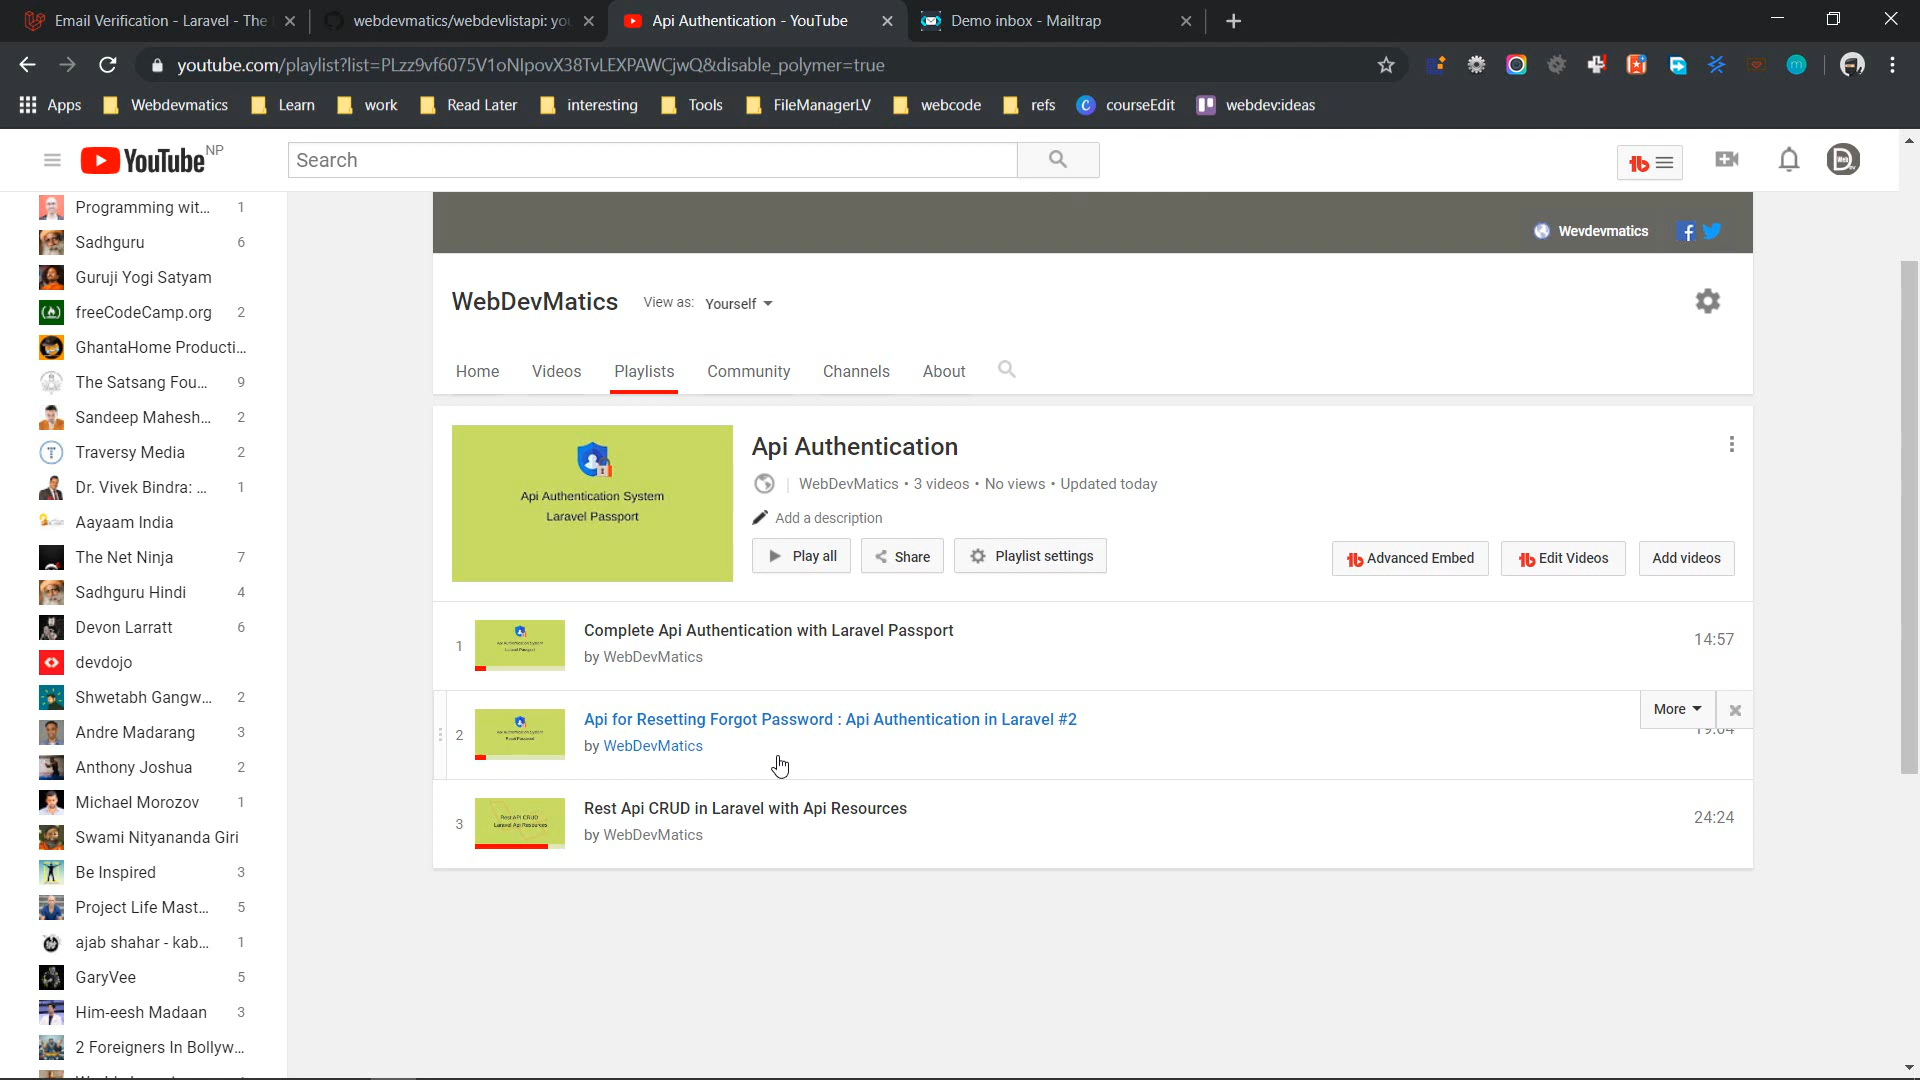 Email Verification - Laravel - The
webdevmatics/webdevlistapi: yo
Api Authentication - YouTube
Demo inbox - Mailtrap
youtube.com/playlist?list=PLzz9vf6075V1oNlpovX38TvLEXPAWCjwQ&disable_polymer=true
Apps
Webdevmatics
Learn
work
Read Later
interesting
Tools
FileManagerLV
webcode
refs
courseEdit
webdev:ideas
YouTube NP
Search
Programming wit... 1
Sadhguru 6
Guruji Yogi Satyam
freeCodeCamp.org 2
GhantaHome Producti...
The Satsang Fou... 9
Sandeep Mahesh... 2
Traversy Media 2
Dr. Vivek Bindra: ... 1
Aayaam India
The Net Ninja 7
Sadhguru Hindi 4
Devon Larratt 6
devdojo
Shwetabh Gangw... 2
Andre Madarang 3
Anthony Joshua 2
Michael Morozov 1
Swami Nityananda Giri
Be Inspired 3
Project Life Mast... 5
ajab shahar - kab... 1
GaryVee 5
Him-eesh Madaan 3
2 Foreigners In Bollyw...
Wevdevmatics
WebDevMatics View as: Yourself
Home Videos Playlists Community Channels About
Api Authentication System
Laravel Passport
Api Authentication
WebDevMatics • 3 videos • No views • Updated today
Add a description
Play all Share Playlist settings
Advanced Embed Edit Videos Add videos
1
Complete Api Authentication with Laravel Passport
by WebDevMatics
14:57
2
Api for Resetting Forgot Password : Api Authentication in Laravel #2
by WebDevMatics
More
3
Rest Api CRUD in Laravel with Api Resources
by WebDevMatics
24:24